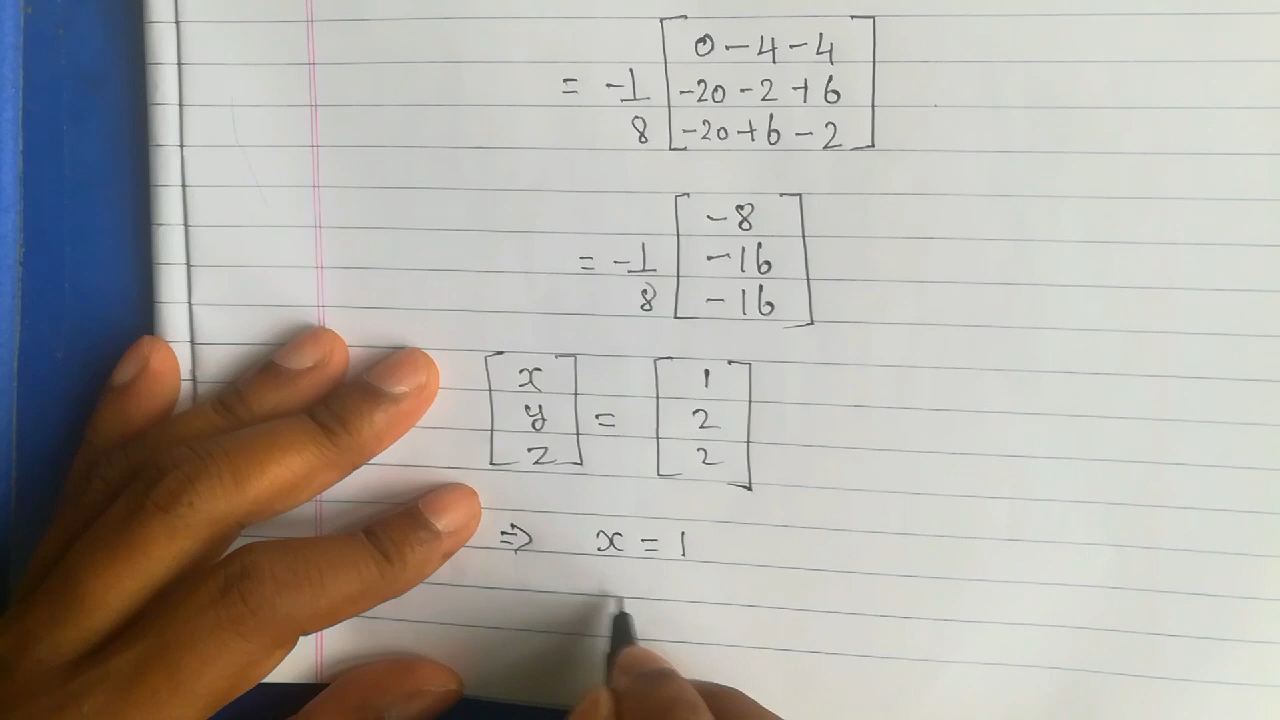 0 - 4 - 4
= -1 -20 - 2 + 6
8 -20 + 6 - 2
-8
= -1 -16
8 -16
x 1
y = 2
z 2
⇒ x = 1